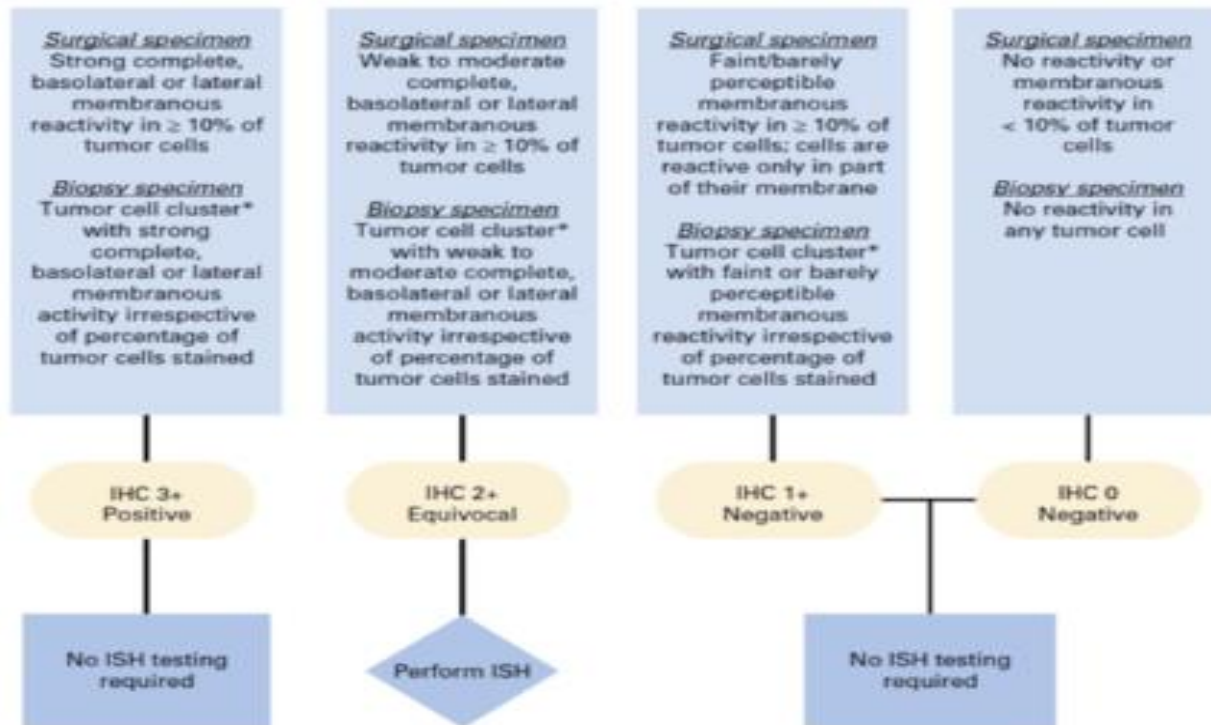 Surgical specimen
Strong complete,
basolateral or lateral
membranous
reactivity in ≥ 10% of
tumor cells
Biopsy specimen
Tumor cell cluster*
with strong
complete,
basolateral or lateral
membranous
activity irrespective
of percentage of
tumor cells stained
IHC 3+
Positive
No ISH testing
required
Surgical specimen
Weak to moderate
complete,
basolateral or lateral
membranous
reactivity in ≥ 10% of
tumor cells
Biopsy specimen
Tumor cell cluster*
with weak to
moderate complete,
basolateral or lateral
membranous
activity irrespective
of percentage of
tumor cells stained
IHC 2+
Equivocal
Perform ISH
Surgical specimen
Faint/barely
perceptible
membranous
reactivity in ≥ 10% of
tumor cells; cells are
reactive only in part
of their membrane
Biopsy specimen
Tumor cell cluster*
with faint or barely
perceptible
membranous
reactivity irrespective
of percentage of
tumor cells stained
IHC 1+
Negative
Surgical specimen
No reactivity or
membranous
reactivity in
< 10% of tumor
cells
Biopsy specimen
No reactivity in
any tumor cell
IHC 0
Negative
No ISH testing
required